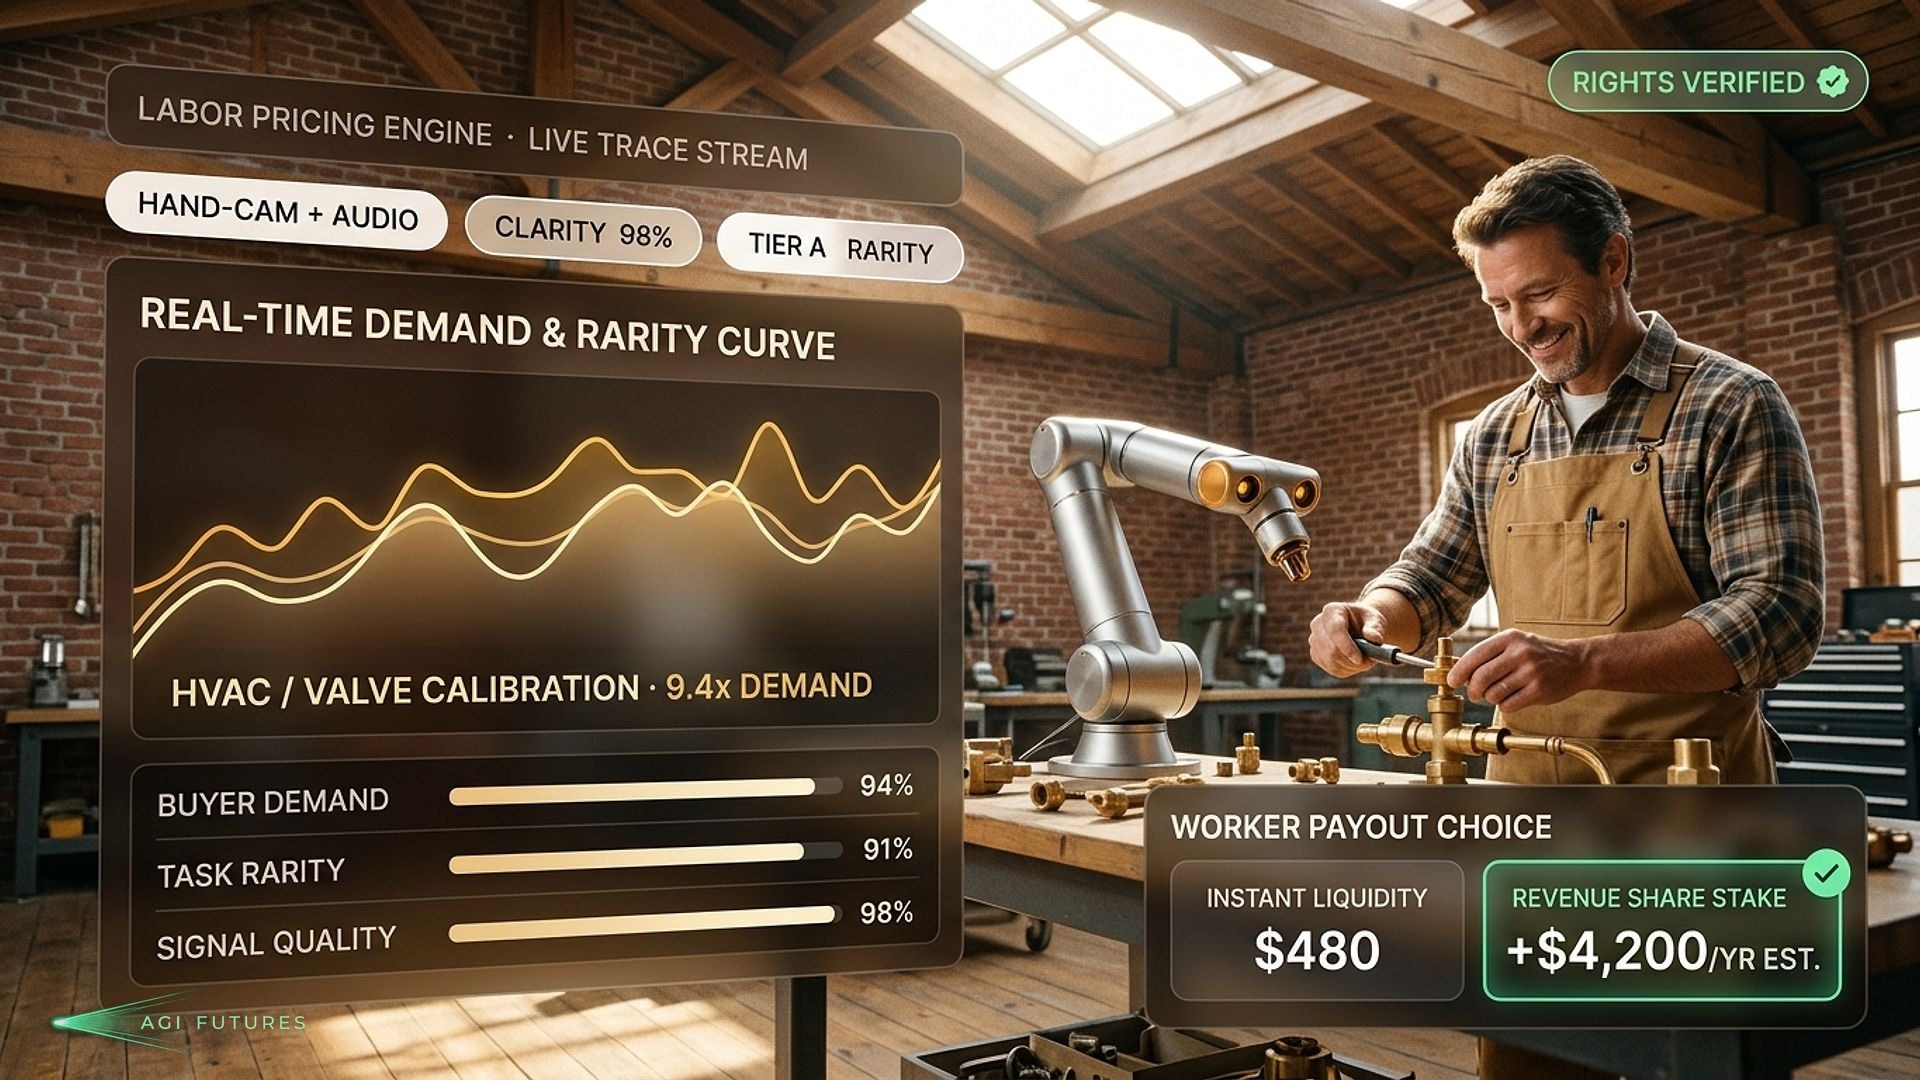 LABOR PRICING ENGINE · LIVE TRACE STREAM
RIGHTS VERIFIED
HAND-CAM + AUDIO
CLARITY 98%
TIER A RARITY
REAL-TIME DEMAND & RARITY CURVE
HVAC / VALVE CALIBRATION · 9.4x DEMAND
BUYER DEMAND 94%
TASK RARITY 91%
SIGNAL QUALITY 98%
WORKER PAYOUT CHOICE
INSTANT LIQUIDITY
$480
REVENUE SHARE STAKE
+$4,200/YR EST.
AGI FUTURES